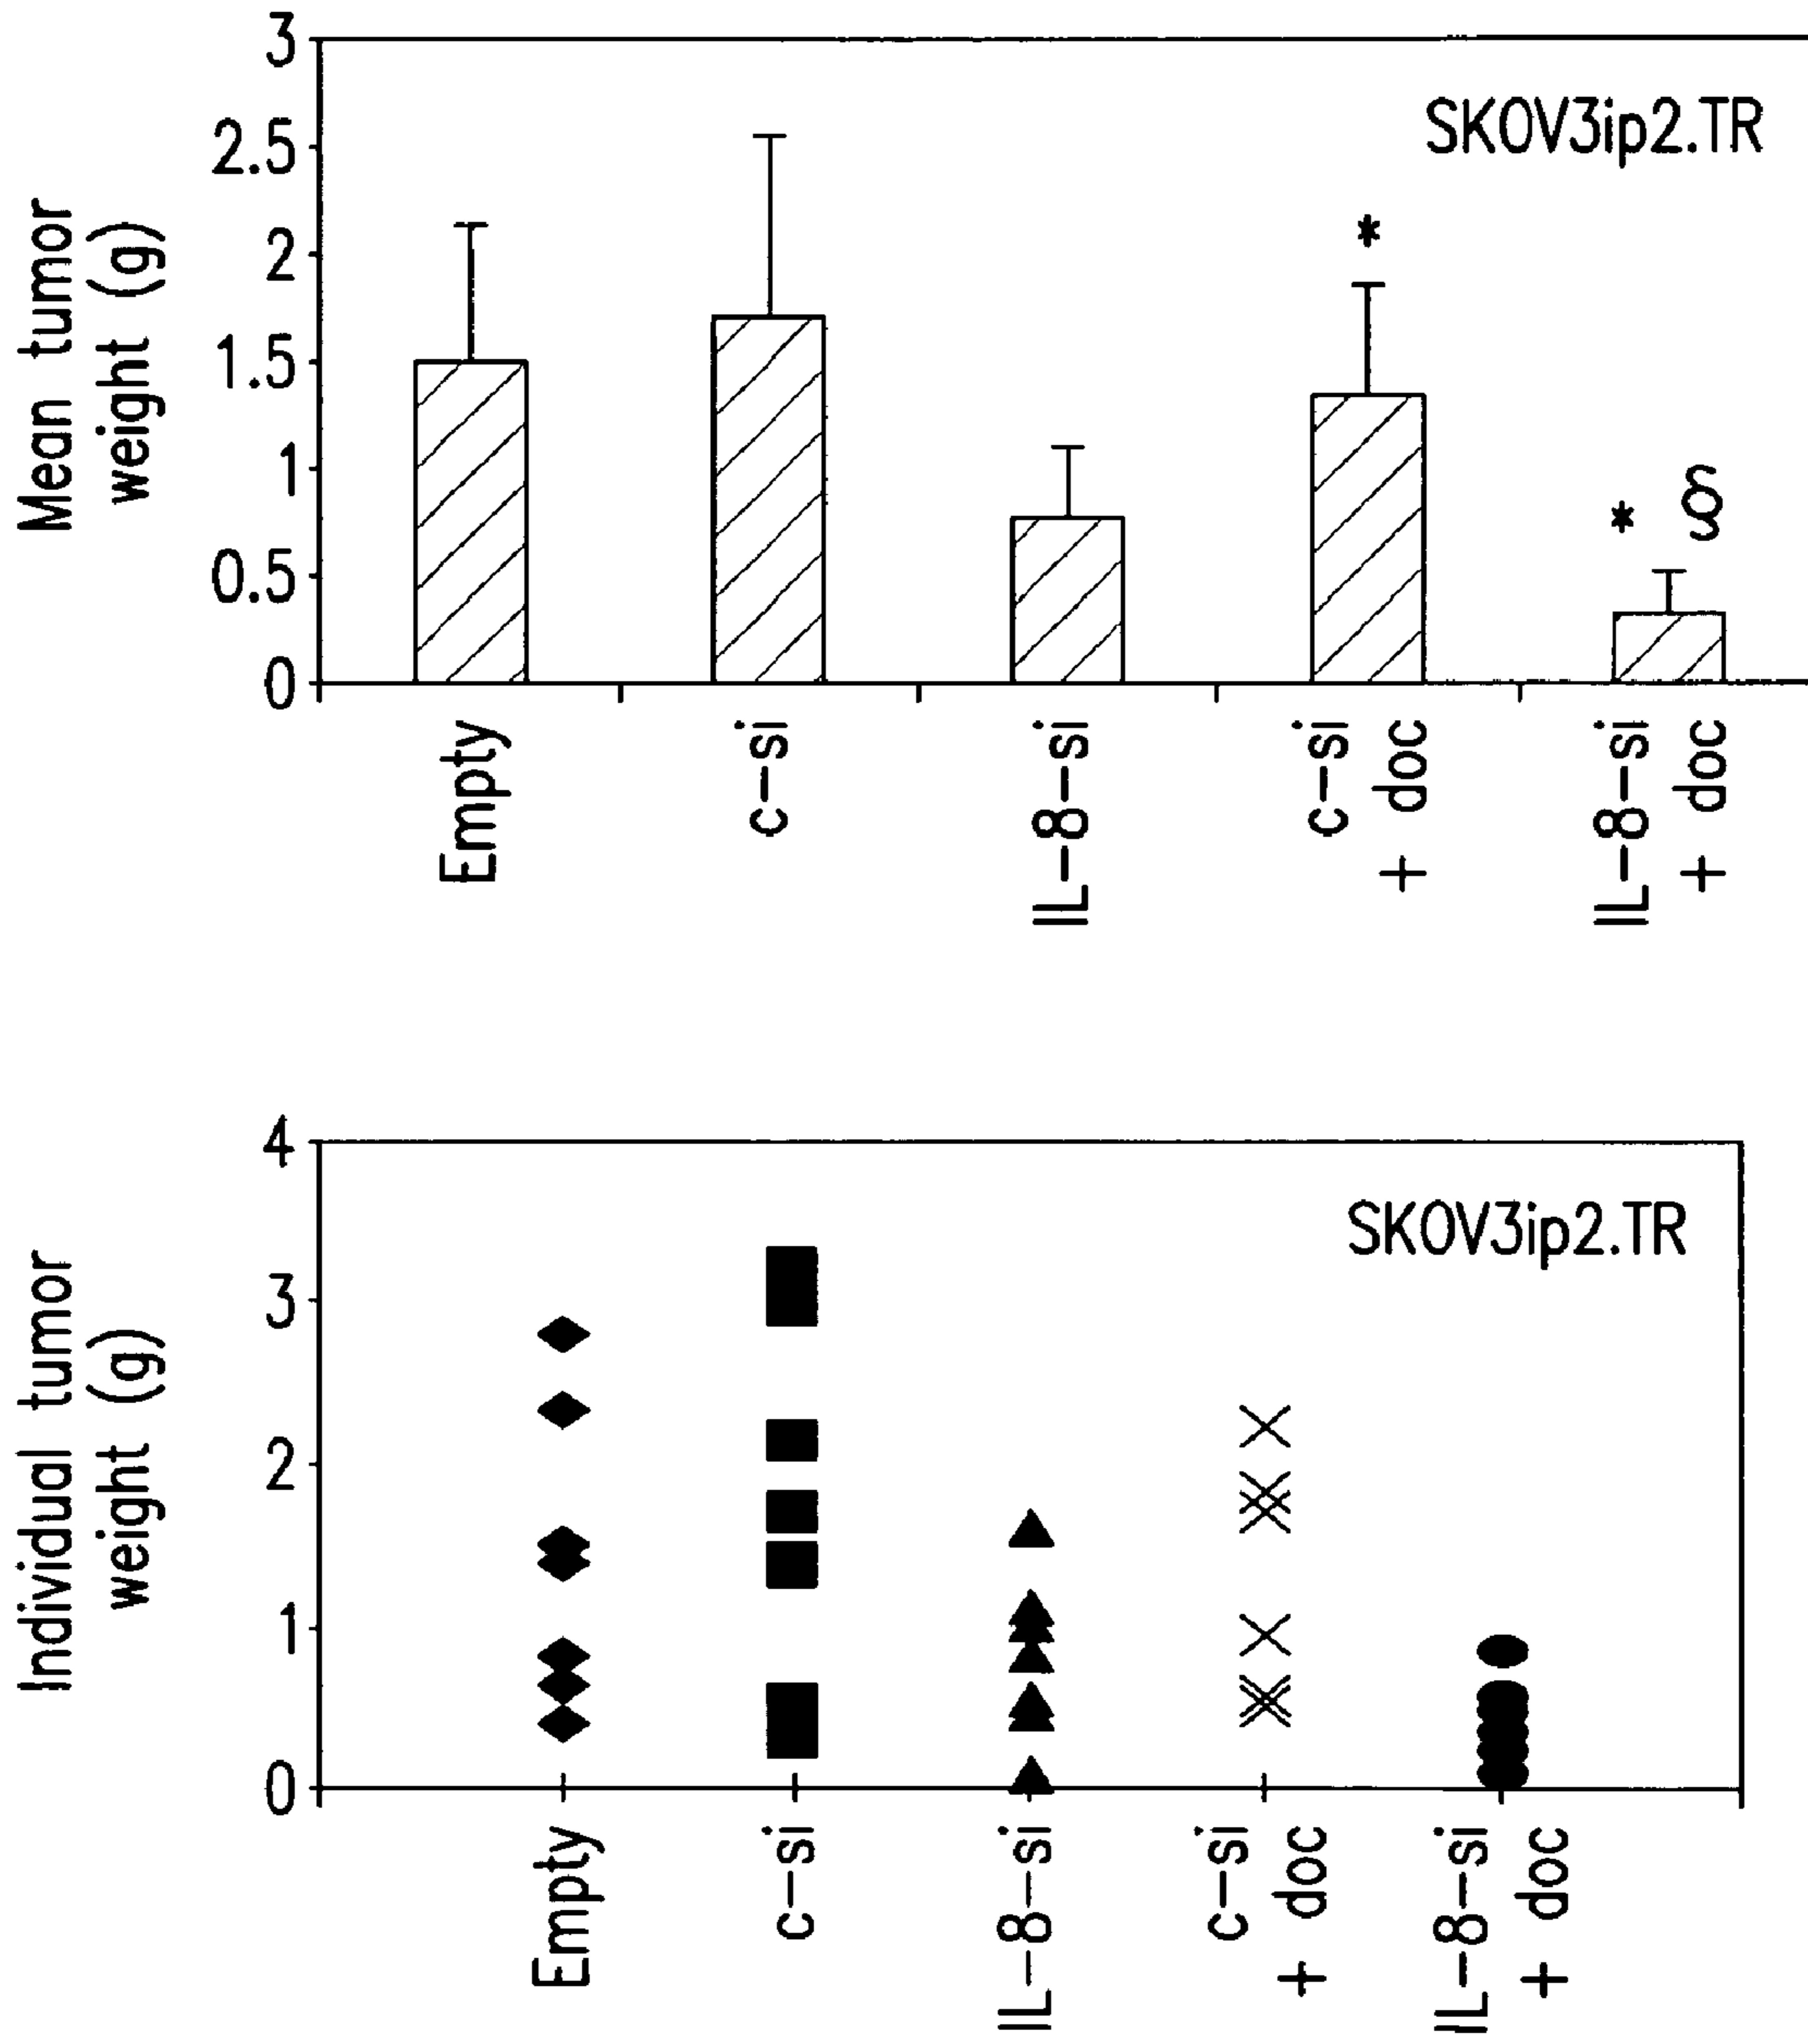 Mean tumor
weight (g)
3
2.5
2
1.5
1
0.5
0
SKOV3ip2.TR
*
* §
Empty
c-si
IL-8-si
c-si
+ doc
IL-8-si
+ doc
Individual tumor
weight (g)
4
3
2
1
0
SKOV3ip2.TR
Empty
c-si
IL-8-si
c-si
+ doc
IL-8-si
+ doc